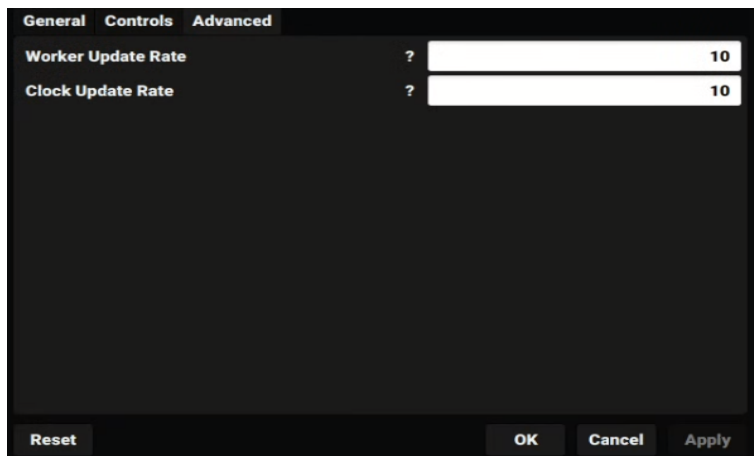 General Controls Advanced
Worker Update Rate ? 10
Clock Update Rate ? 10
Reset OK Cancel Apply